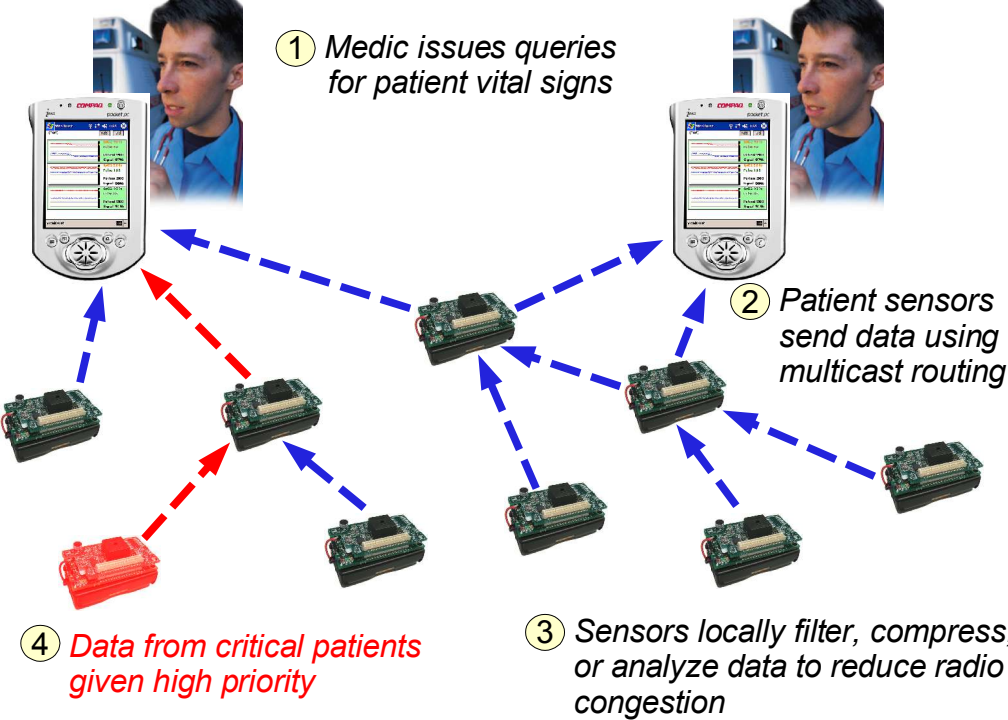 1 Medic issues queries
for patient vital signs
COMPAQ
pocket pc
COMPAQ
pocket pc
2 Patient sensors
send data using
multicast routing
4 Data from critical patients
given high priority
3 Sensors locally filter, compress,
or analyze data to reduce radio
congestion